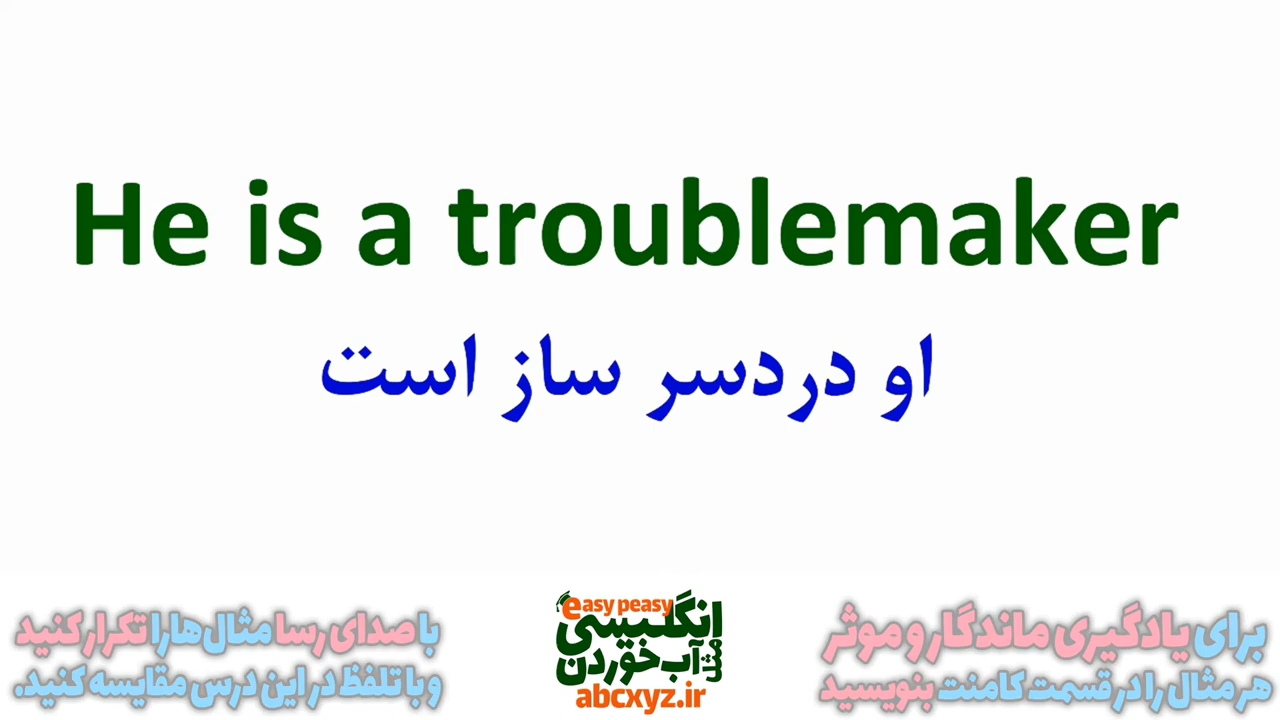 He is a troublemaker
او دردسر ساز است
برای یادگیری ماندگار و موثر
هر مثال را در قسمت کامنت بنویسید
easy peasy
انگلیسی
مثل آب خوردن
abcxyz.ir
با صدای رسا مثال‌ها را تکرار کنید
و با تلفظ در این درس مقایسه کنید.